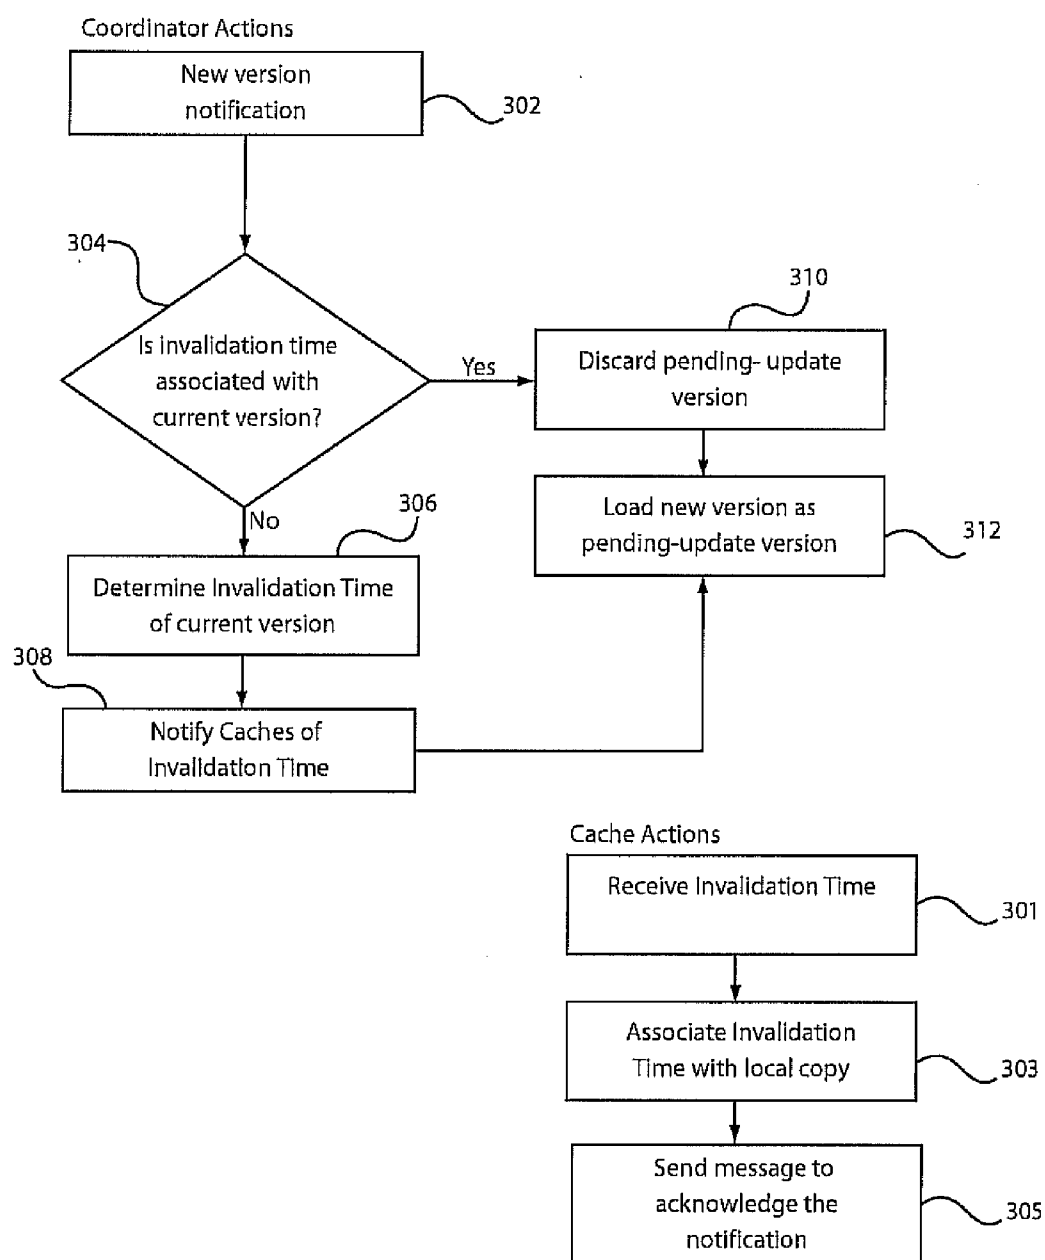 Coordinator Actions
New version
notification
302
304
Is invalidation time
associated with
current version?
Yes
310
Discard pending- update
version
Load new version as
pending-update version
312
No
306
Determine Invalidation Time
of current version
308
Notify Caches of
Invalidation Time
Cache Actions
Receive Invalidation Time
301
Associate Invalidation
Time with local copy
303
Send message to
acknowledge the
notification
305